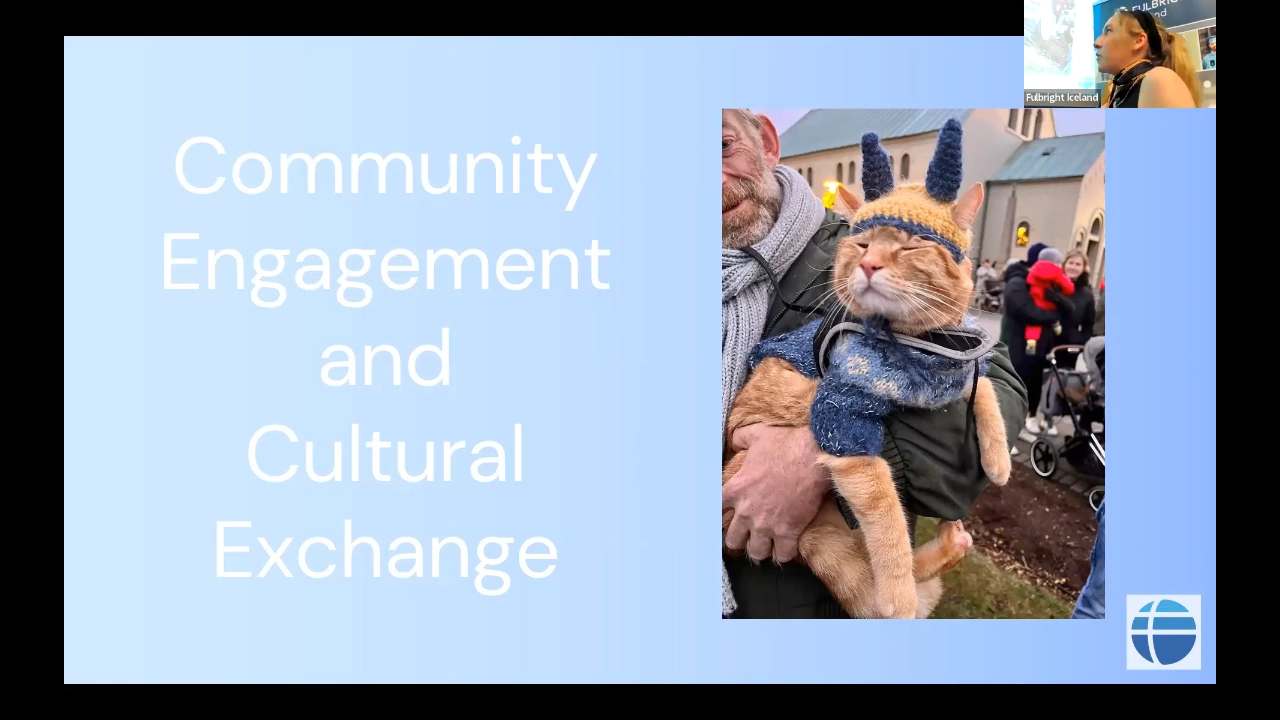 Community
Engagement
and
Cultural
Exchange
Fulbright Iceland